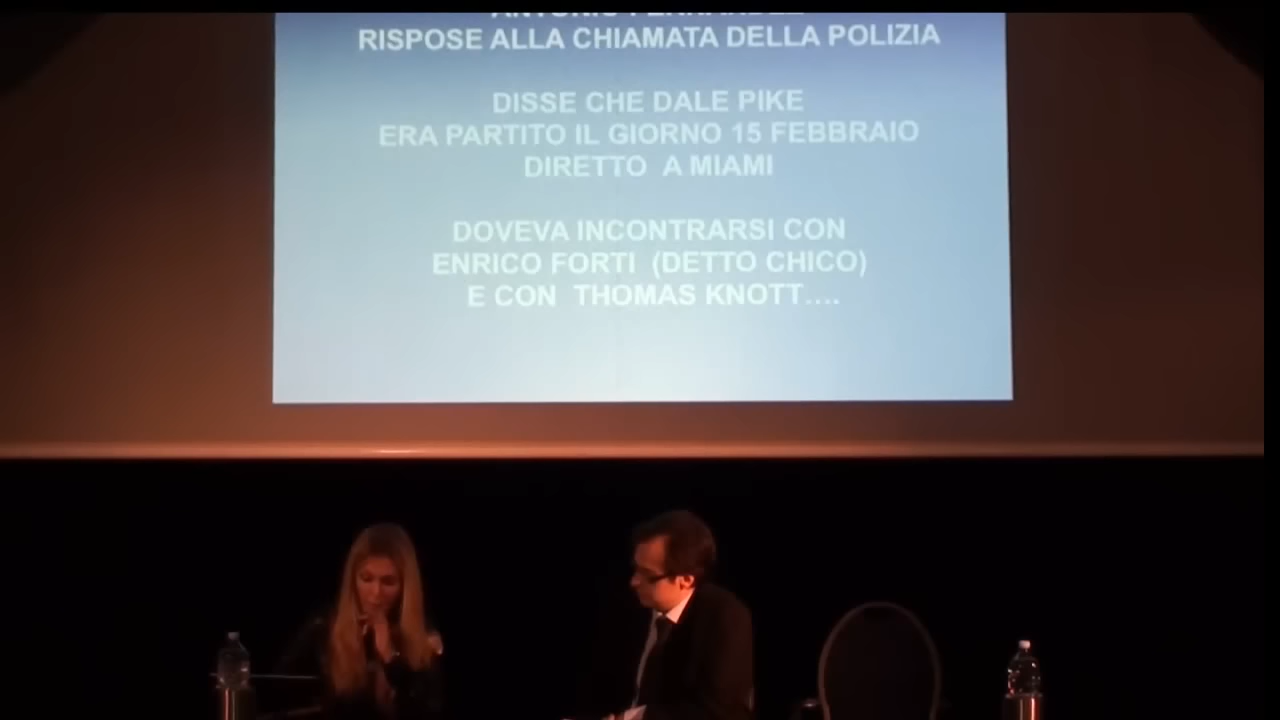 RISPOSE ALLA CHIAMATA DELLA POLIZIA
DISSE CHE DALE PIKE
ERA PARTITO IL GIORNO 15 FEBBRAIO
DIRETTO A MIAMI
DOVEVA INCONTRARSI CON
ENRICO FORTI (DETTO CHICO)
E CON THOMAS KNOTT....